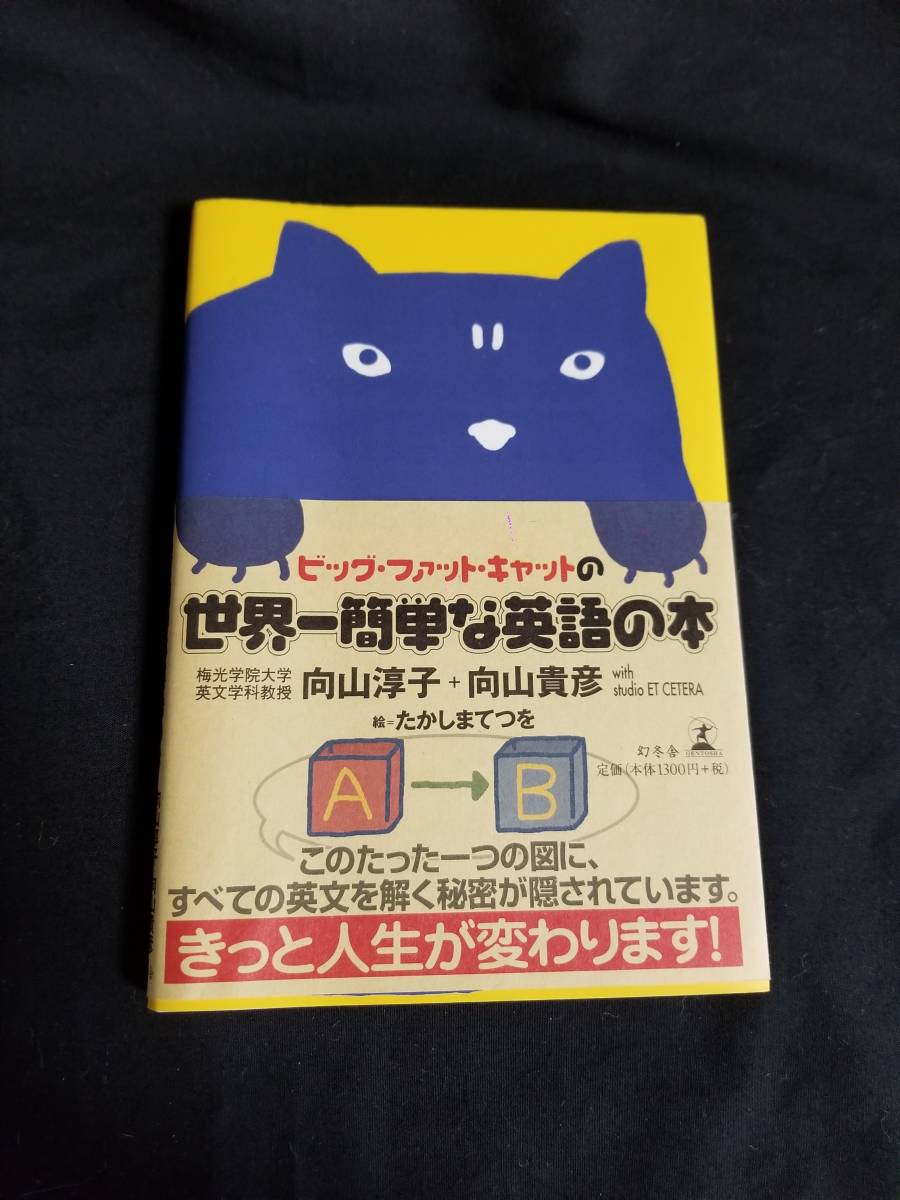 ビッグ・ファット・キャットの
世界一簡単な英語の本
梅光学院大学
英文学科教授
向山淳子+向山貴彦
with
studio ET CETERA
絵=たかしまてつを
幻冬舎
GENTOSHA
定価(本体1300円+税)
A
B
このたった一つの図に、
すべての英文を解く秘密が隠されています。
きっと人生が変わります!